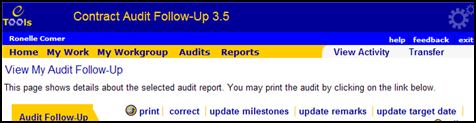 e
TOOls Contract Audit Follow-Up 3.5
Ronelle Comer help feedback exit
Home My Work My Workgroup Audits Reports View Activity Transfer
View My Audit Follow-Up
This page shows details about the selected audit report. You may print the audit by clicking on the link below.
Audit Follow-Up print correct update milestones update remarks update target date